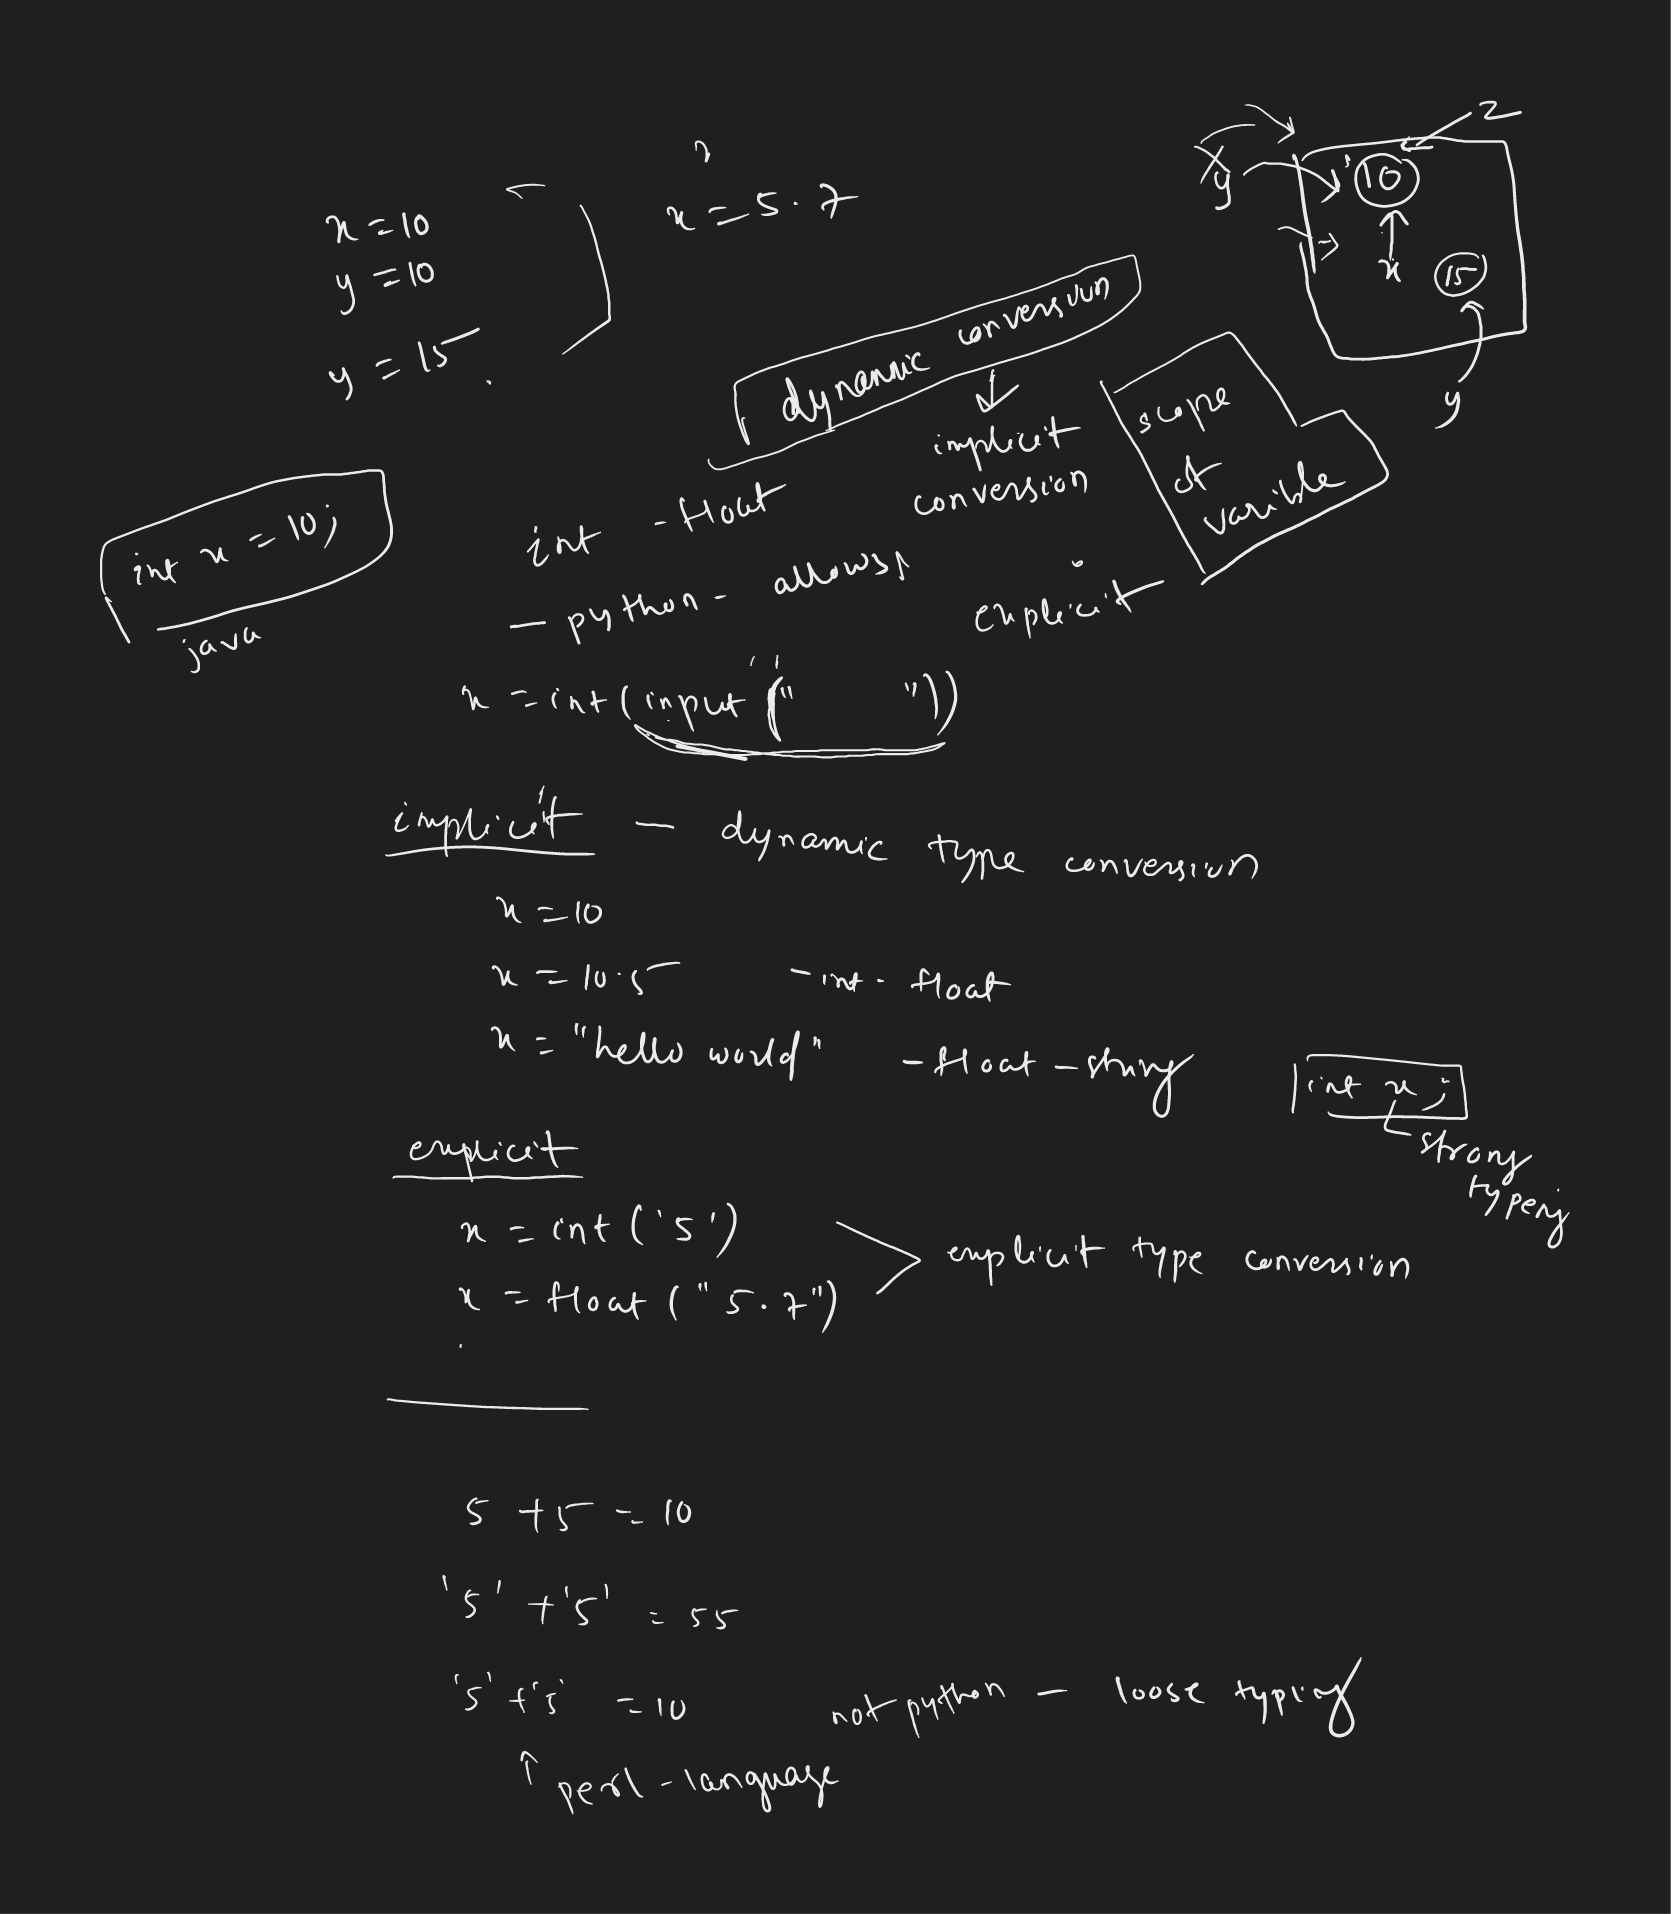 x = 10
y = 10
y = 15
x = 5.7
x
y
2
10
x
15
y
dynamic conversion
implicit
conversion
scope
of
varible
int x = 10;
java
int - float
- python - allows
explicit
x = int(input(" "))
implicit - dynamic type conversion
x = 10
x = 10.5 - int - float
x = "hello world" - float - string
int x;
strong
typing
explicit
x = int('5')
x = float("5.7")
explicit type conversion
5 + 5 = 10
'5' + '5' = 55
'5' + '5' = 10 not python - loose typing
↑ perl - language